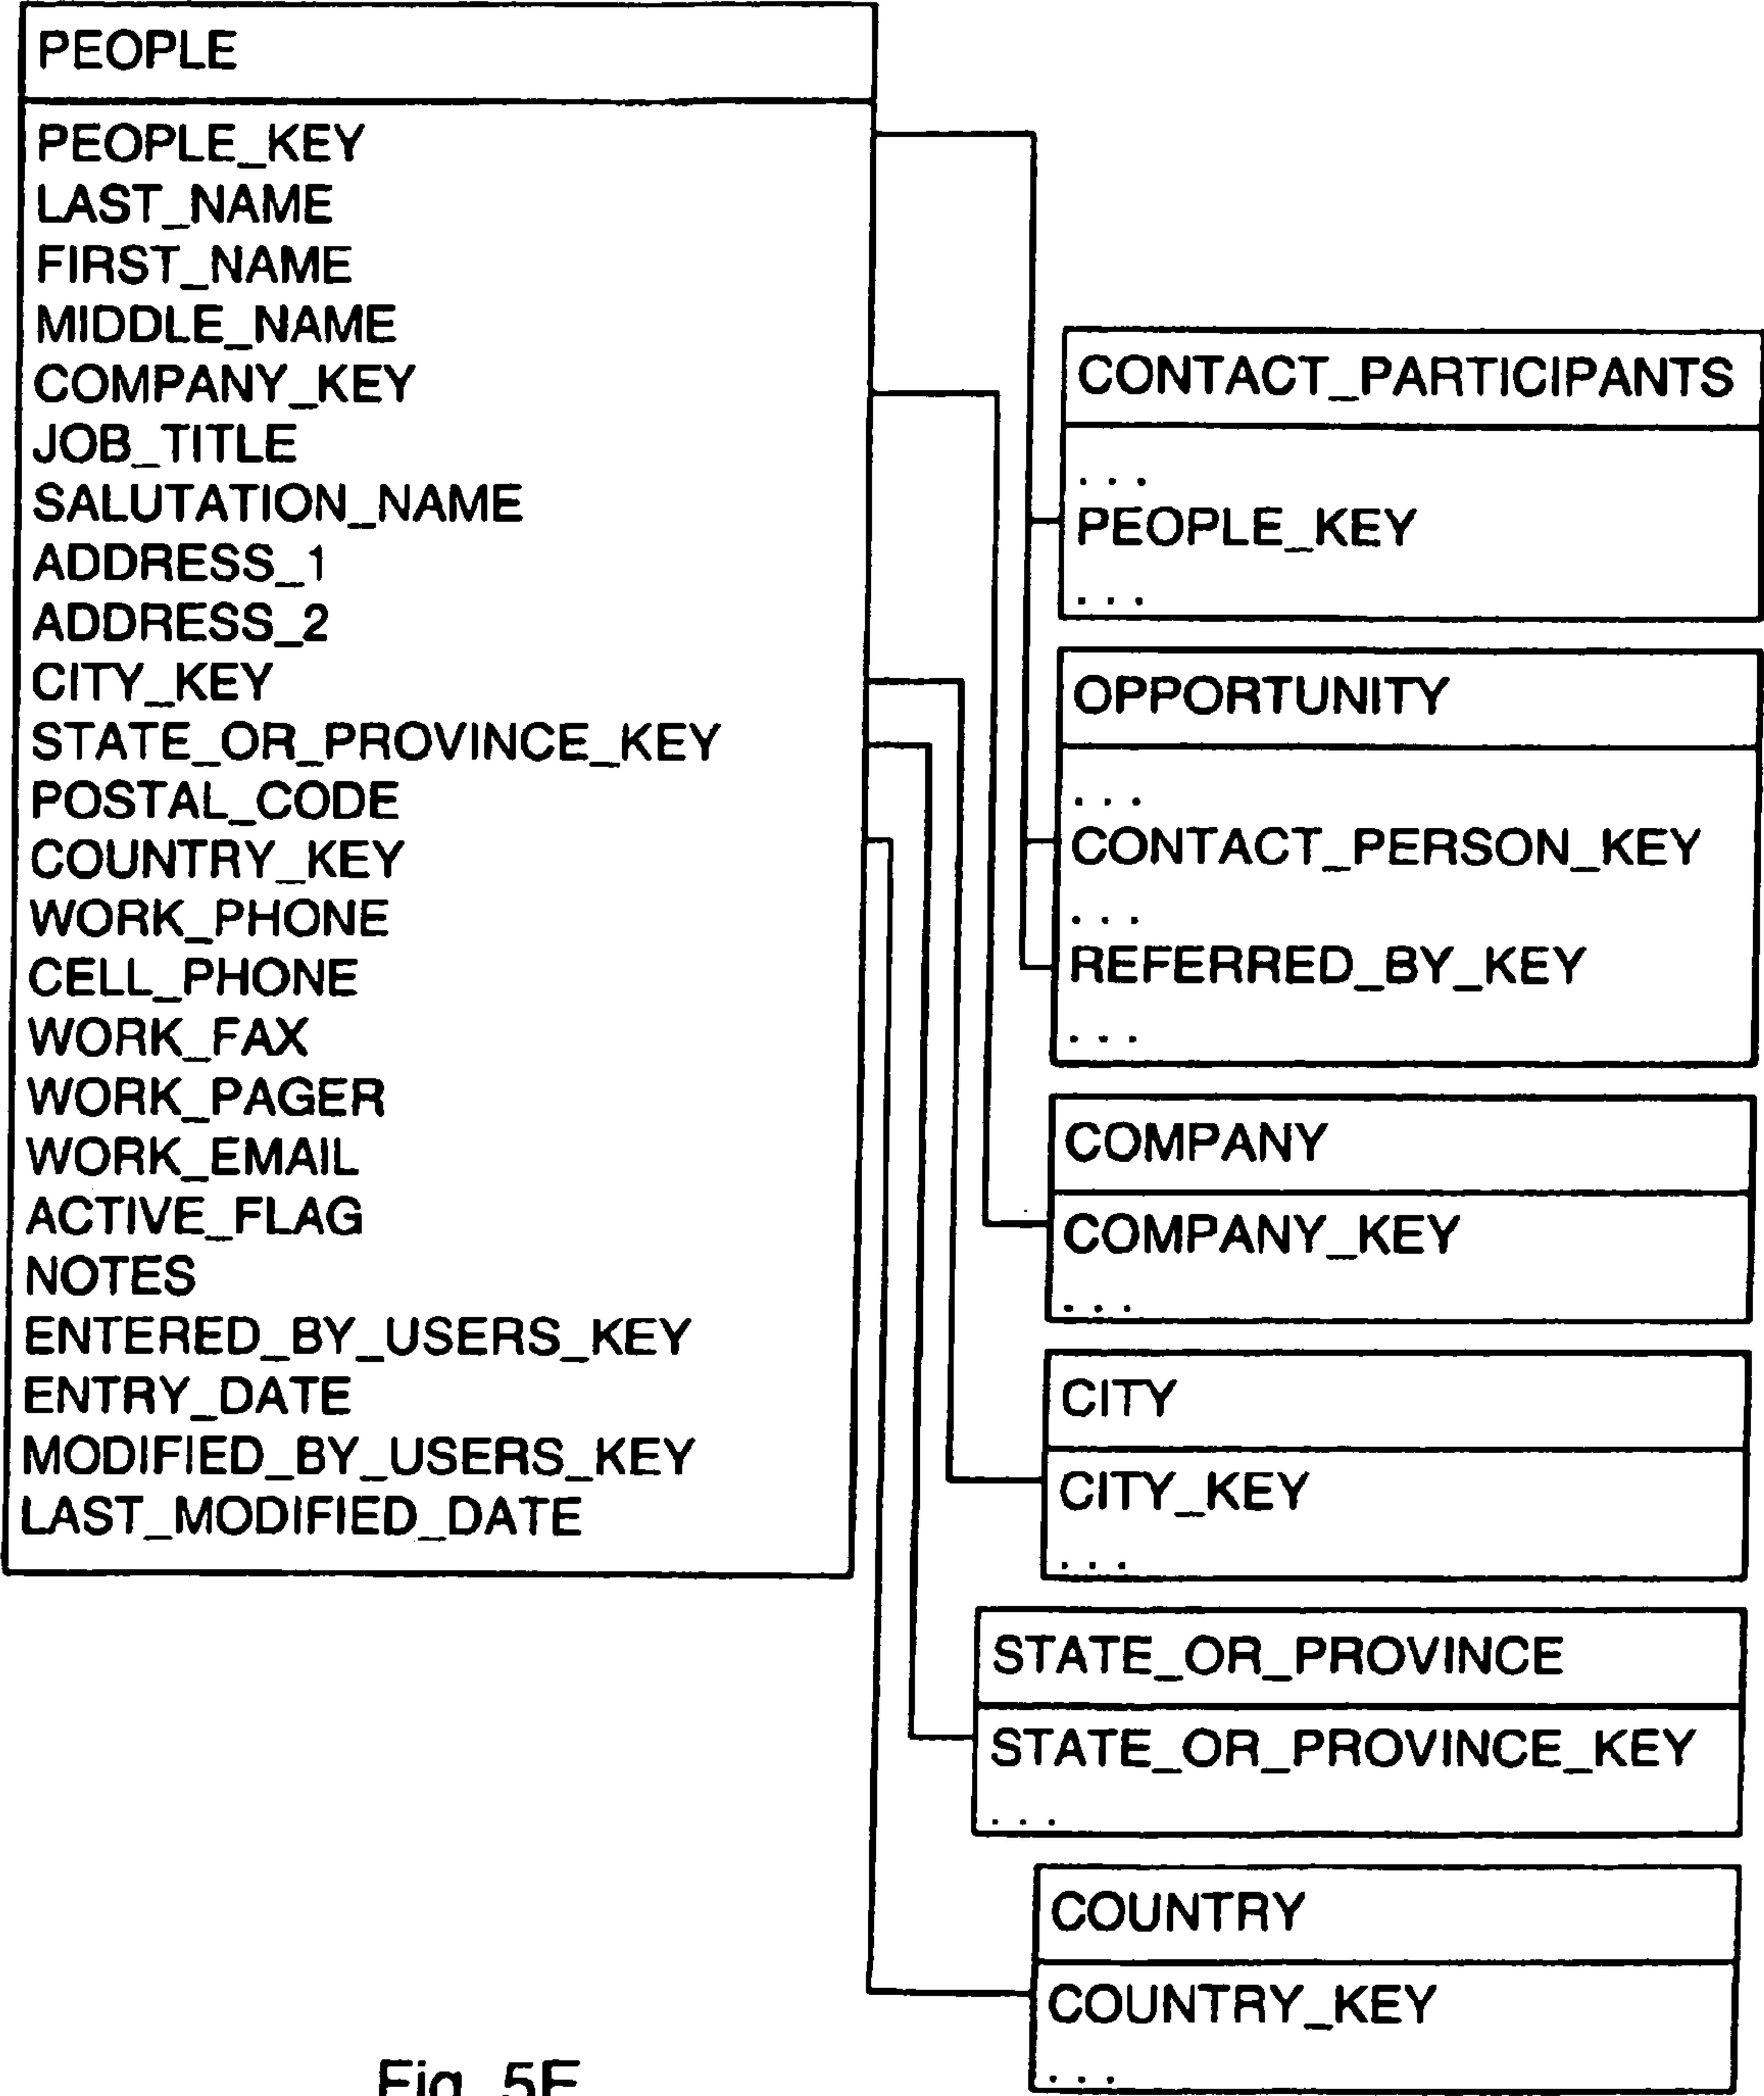 PEOPLE
PEOPLE_KEY
LAST_NAME
FIRST_NAME
MIDDLE_NAME
COMPANY_KEY
JOB_TITLE
SALUTATION_NAME
ADDRESS_1
ADDRESS_2
CITY_KEY
STATE_OR_PROVINCE_KEY
POSTAL_CODE
COUNTRY_KEY
WORK_PHONE
CELL_PHONE
WORK_FAX
WORK_PAGER
WORK_EMAIL
ACTIVE_FLAG
NOTES
ENTERED_BY_USERS_KEY
ENTRY_DATE
MODIFIED_BY_USERS_KEY
LAST_MODIFIED_DATE
CONTACT_PARTICIPANTS
. . .
PEOPLE_KEY
. . .
OPPORTUNITY
. . .
CONTACT_PERSON_KEY
. . .
REFERRED_BY_KEY
. . .
COMPANY
COMPANY_KEY
. . .
CITY
CITY_KEY
. . .
STATE_OR_PROVINCE
STATE_OR_PROVINCE_KEY
. . .
COUNTRY
COUNTRY_KEY
. . .
Fig.